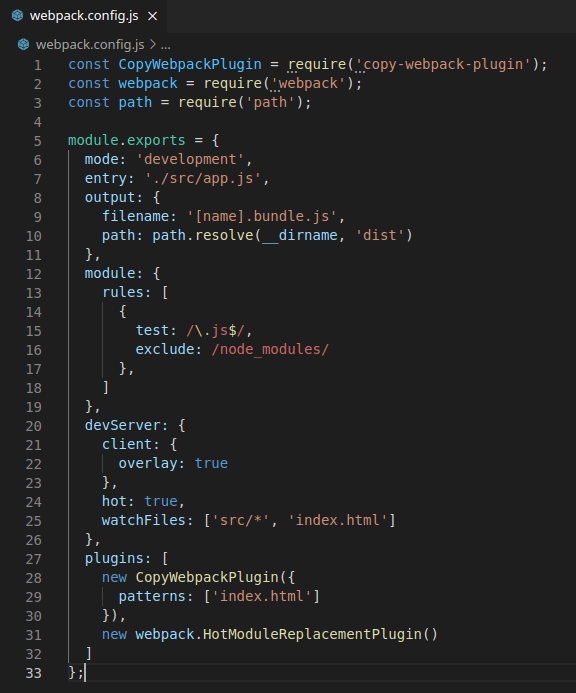 webpack.config.js ×
webpack.config.js > ...
1 const CopyWebpackPlugin = require('copy-webpack-plugin');
2 const webpack = require('webpack');
3 const path = require('path');
4
5 module.exports = {
6   mode: 'development',
7   entry: './src/app.js',
8   output: {
9     filename: '[name].bundle.js',
10     path: path.resolve(__dirname, 'dist')
11   },
12   module: {
13     rules: [
14       {
15         test: /\.js$/,
16         exclude: /node_modules/
17       },
18     ]
19   },
20   devServer: {
21     client: {
22       overlay: true
23     },
24     hot: true,
25     watchFiles: ['src/*', 'index.html']
26   },
27   plugins: [
28     new CopyWebpackPlugin({
29       patterns: ['index.html']
30     }),
31     new webpack.HotModuleReplacementPlugin()
32   ]
33 };